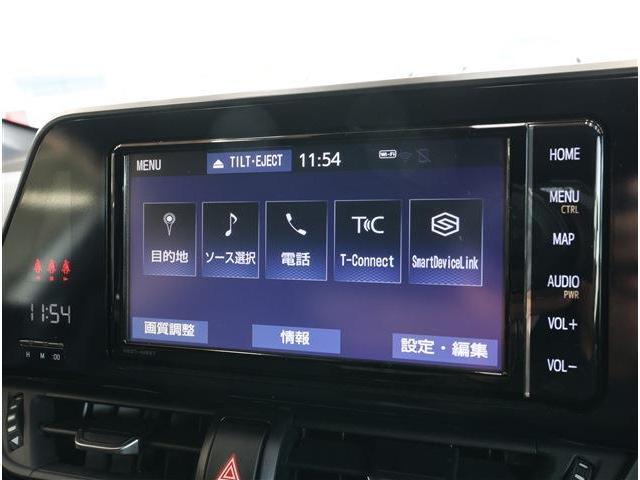 MENU
TILT・EJECT
11:54
Wi-Fi
目的地
ソース選択
電話
T-Connect
SmartDeviceLink
画質調整
情報
設定・編集
HOME
MENU
CTRL
MAP
AUDIO
PWR
VOL+
VOL−
11:54
H M :00